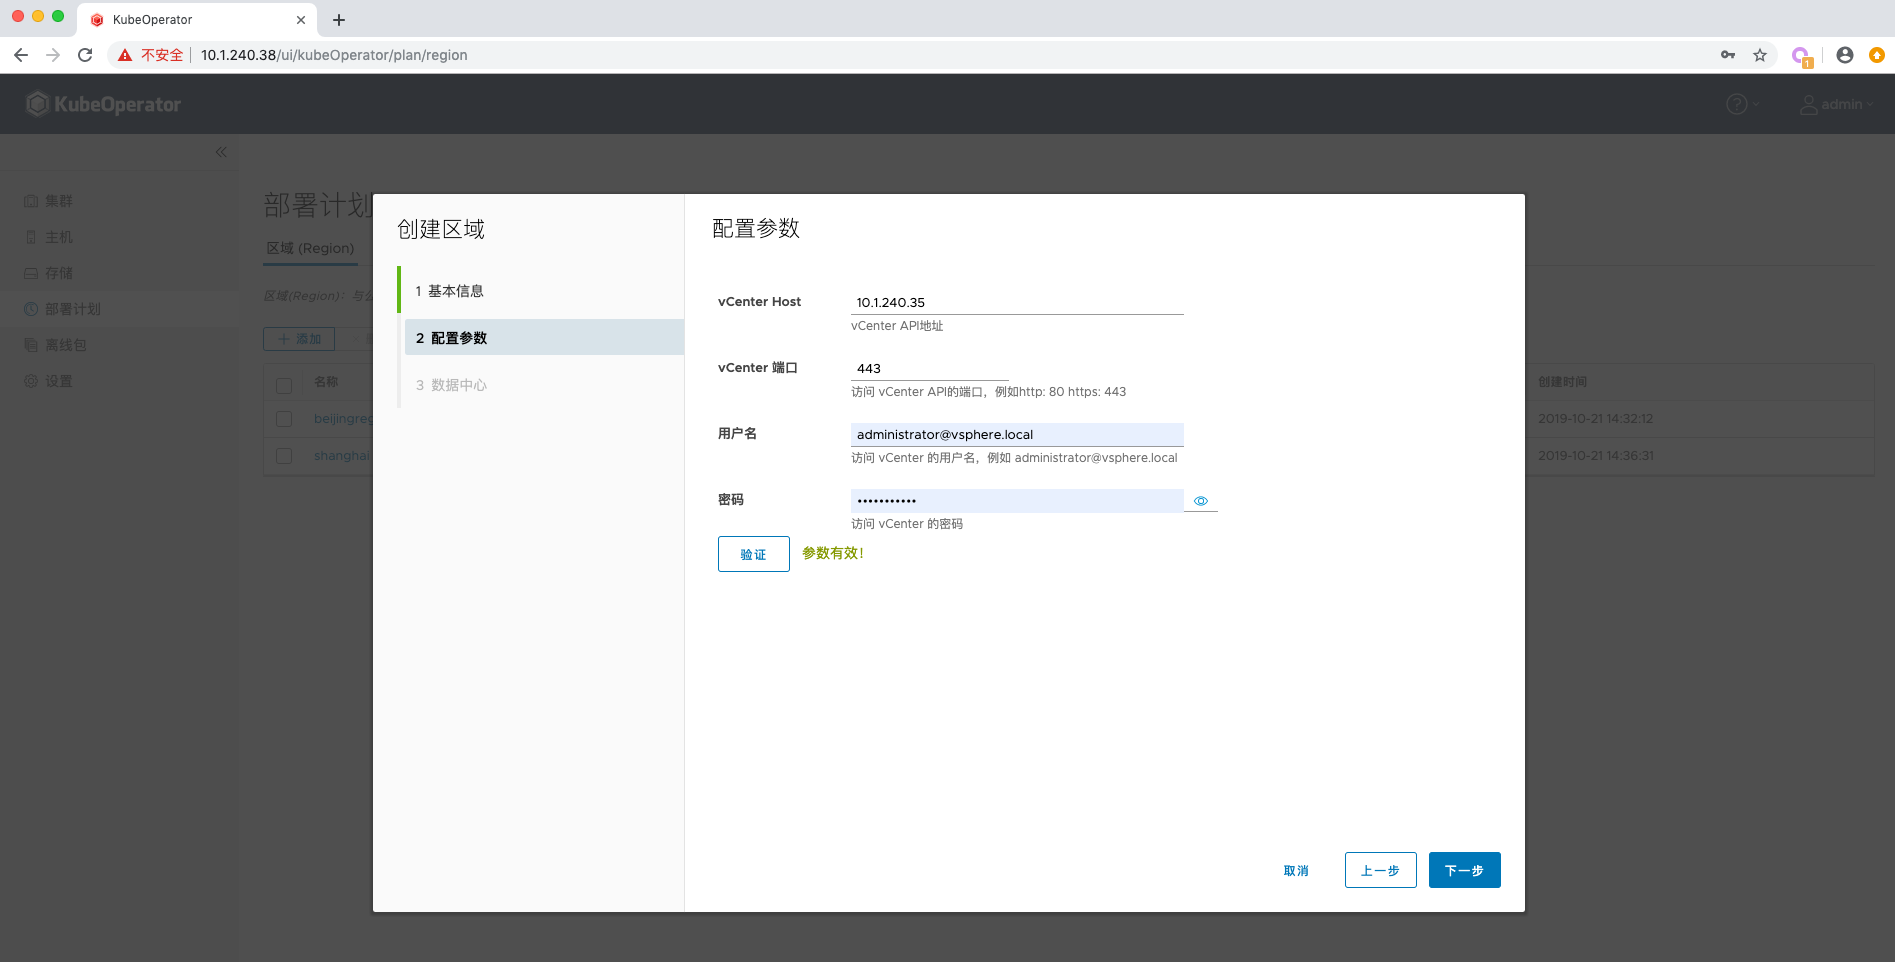 KubeOperator
不安全
10.1.240.38/ui/kubeOperator/plan/region
1
KubeOperator
admin
集群
主机
存储
部署计划
离线包
设置
部署计划
区域 (Region)
区域(Region)：与
添加
名称
创建时间
beijingreg
2019-10-21 14:32:12
shanghai
2019-10-21 14:36:31
创建区域
1 基本信息
2 配置参数
3 数据中心
配置参数
vCenter Host
10.1.240.35
vCenter API地址
vCenter 端口
443
访问 vCenter API的端口，例如http: 80 https: 443
用户名
administrator@vsphere.local
访问 vCenter 的用户名，例如 administrator@vsphere.local
密码
•••••••••••
访问 vCenter 的密码
验证
参数有效！
取消
上一步
下一步